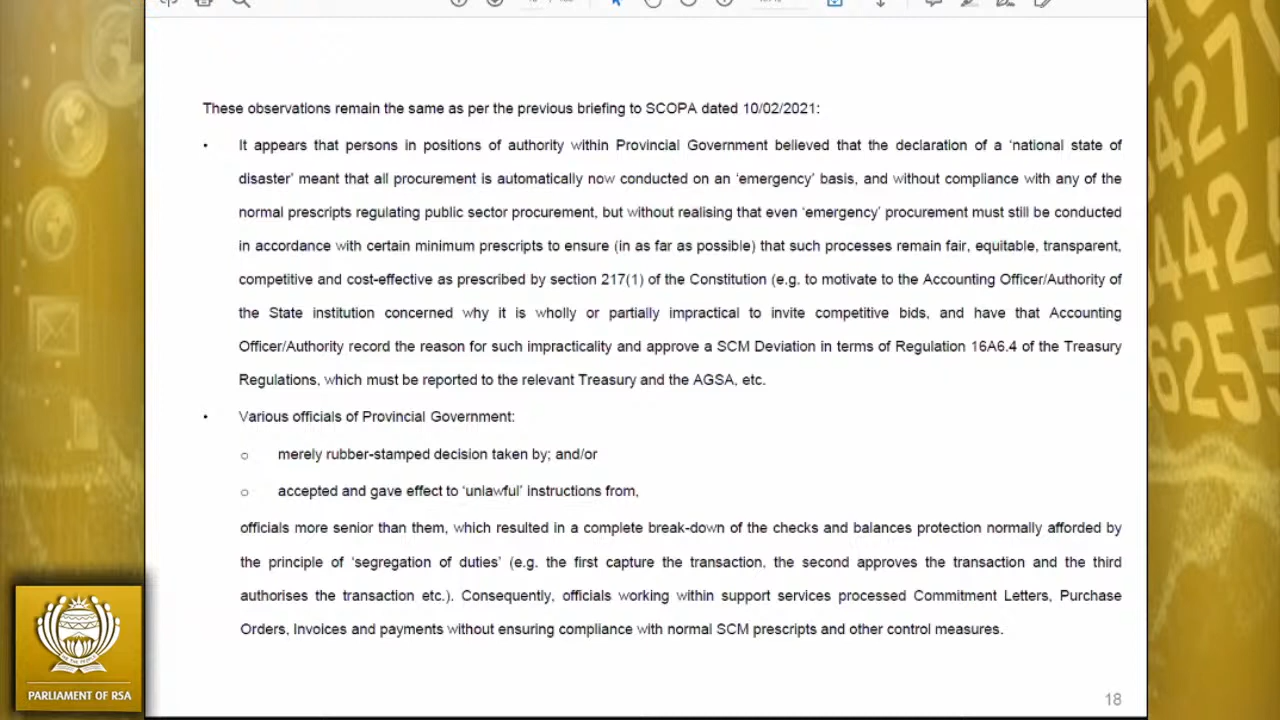 These observations remain the same as per the previous briefing to SCOPA dated 10/02/2021:
• It appears that persons in positions of authority within Provincial Government believed that the declaration of a ‘national state of
disaster’ meant that all procurement is automatically now conducted on an ‘emergency’ basis, and without compliance with any of the
normal prescripts regulating public sector procurement, but without realising that even ‘emergency’ procurement must still be conducted
in accordance with certain minimum prescripts to ensure (in as far as possible) that such processes remain fair, equitable, transparent,
competitive and cost-effective as prescribed by section 217(1) of the Constitution (e.g. to motivate to the Accounting Officer/Authority of
the State institution concerned why it is wholly or partially impractical to invite competitive bids, and have that Accounting
Officer/Authority record the reason for such impracticality and approve a SCM Deviation in terms of Regulation 16A6.4 of the Treasury
Regulations, which must be reported to the relevant Treasury and the AGSA, etc.
• Various officials of Provincial Government:
o merely rubber-stamped decision taken by; and/or
o accepted and gave effect to ‘unlawful’ instructions from,
officials more senior than them, which resulted in a complete break-down of the checks and balances protection normally afforded by
the principle of ‘segregation of duties’ (e.g. the first capture the transaction, the second approves the transaction and the third
authorises the transaction etc.). Consequently, officials working within support services processed Commitment Letters, Purchase
Orders, Invoices and payments without ensuring compliance with normal SCM prescripts and other control measures.
18
PARLIAMENT OF RSA